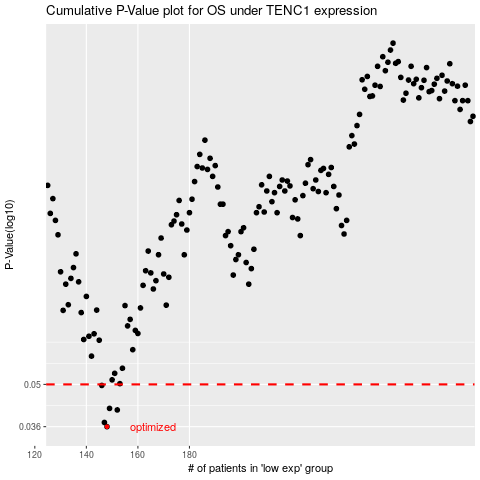 Cumulative P-Value plot for OS under TENC1 expression
P-Value(log10)
0.05
0.036
optimized
120 140 160 180
# of patients in 'low exp' group